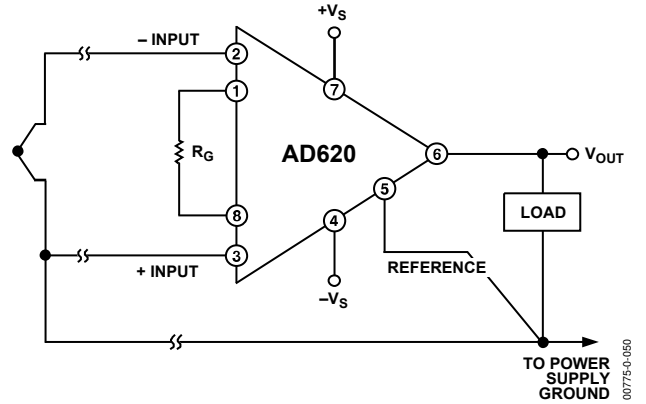 +VS
– INPUT
2
1
7
RG
AD620
6
VOUT
5
8
4
LOAD
3
+ INPUT
REFERENCE
–VS
TO POWER
SUPPLY
GROUND
00775-0-050